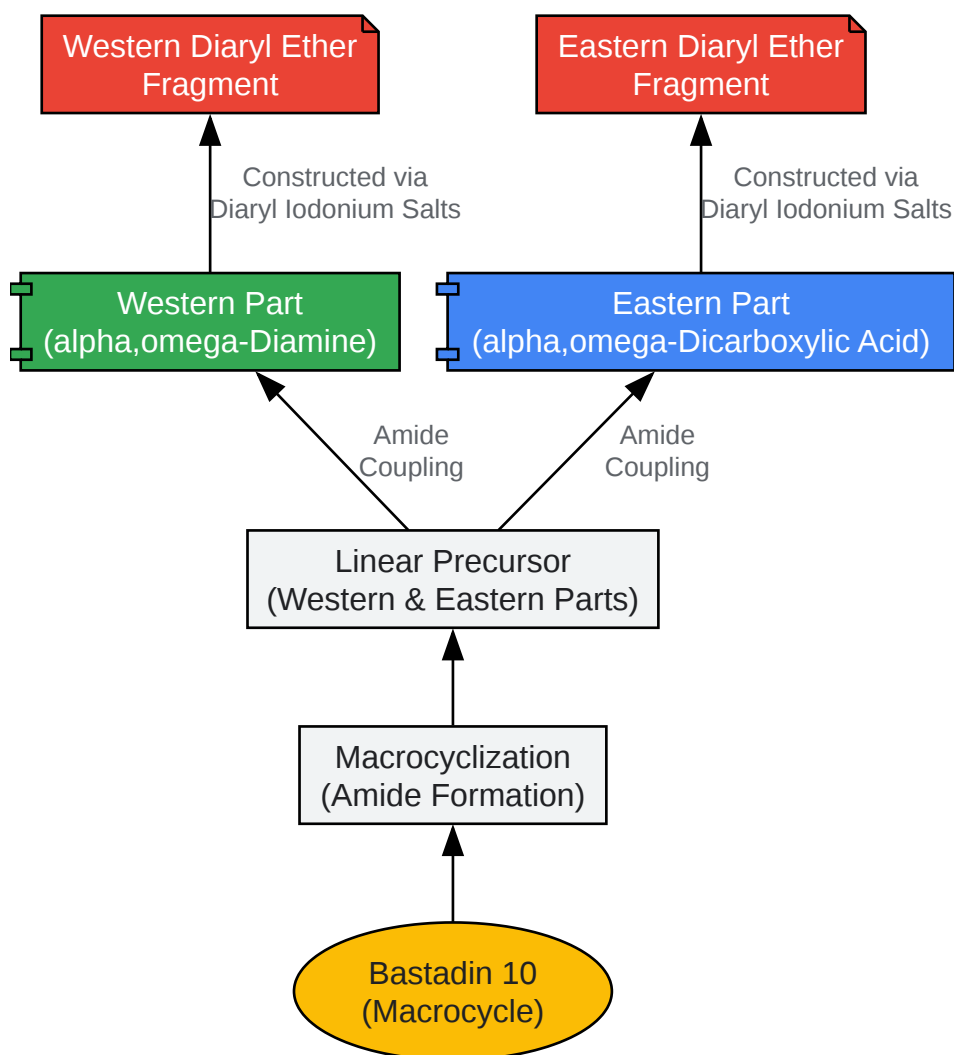 Western Diaryl Ether
Fragment
Eastern Diaryl Ether
Fragment
Constructed via
Diaryl Iodonium Salts
Constructed via
Diaryl Iodonium Salts
Western Part
(alpha,omega-Diamine)
Eastern Part
(alpha,omega-Dicarboxylic Acid)
Amide
Coupling
Amide
Coupling
Linear Precursor
(Western & Eastern Parts)
Macrocyclization
(Amide Formation)
Bastadin 10
(Macrocycle)